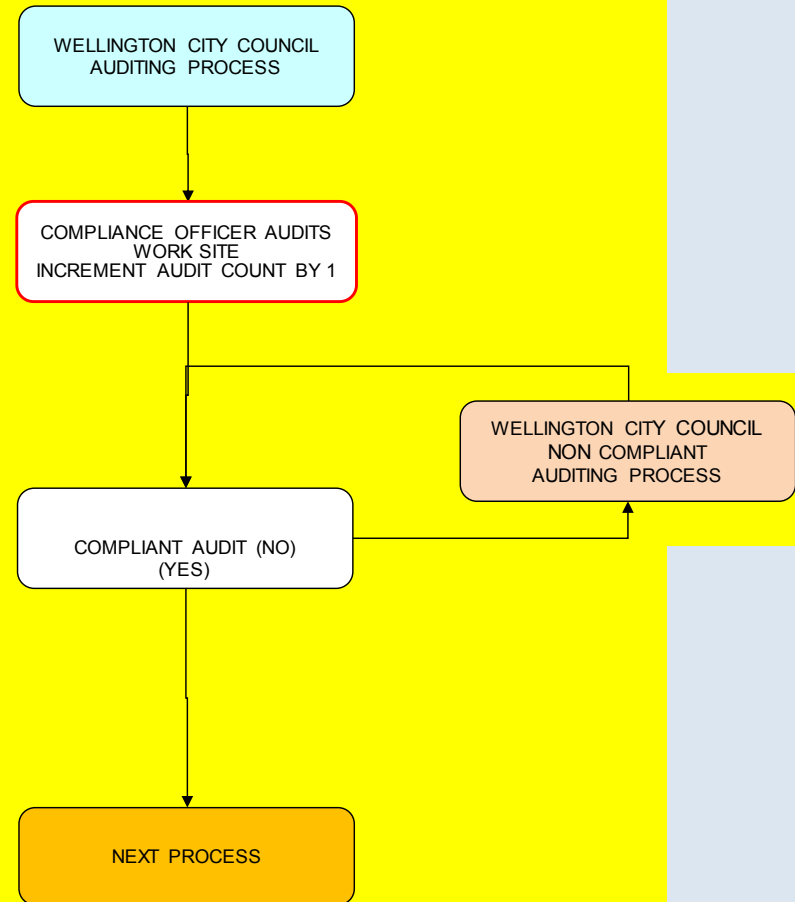 WELLINGTON CITY COUNCIL
AUDITING PROCESS
COMPLIANCE OFFICER AUDITS
WORK SITE
INCREMENT AUDIT COUNT BY 1
WELLINGTON CITY COUNCIL
NON COMPLIANT
AUDITING PROCESS
COMPLIANT AUDIT (NO)
(YES)
NEXT PROCESS